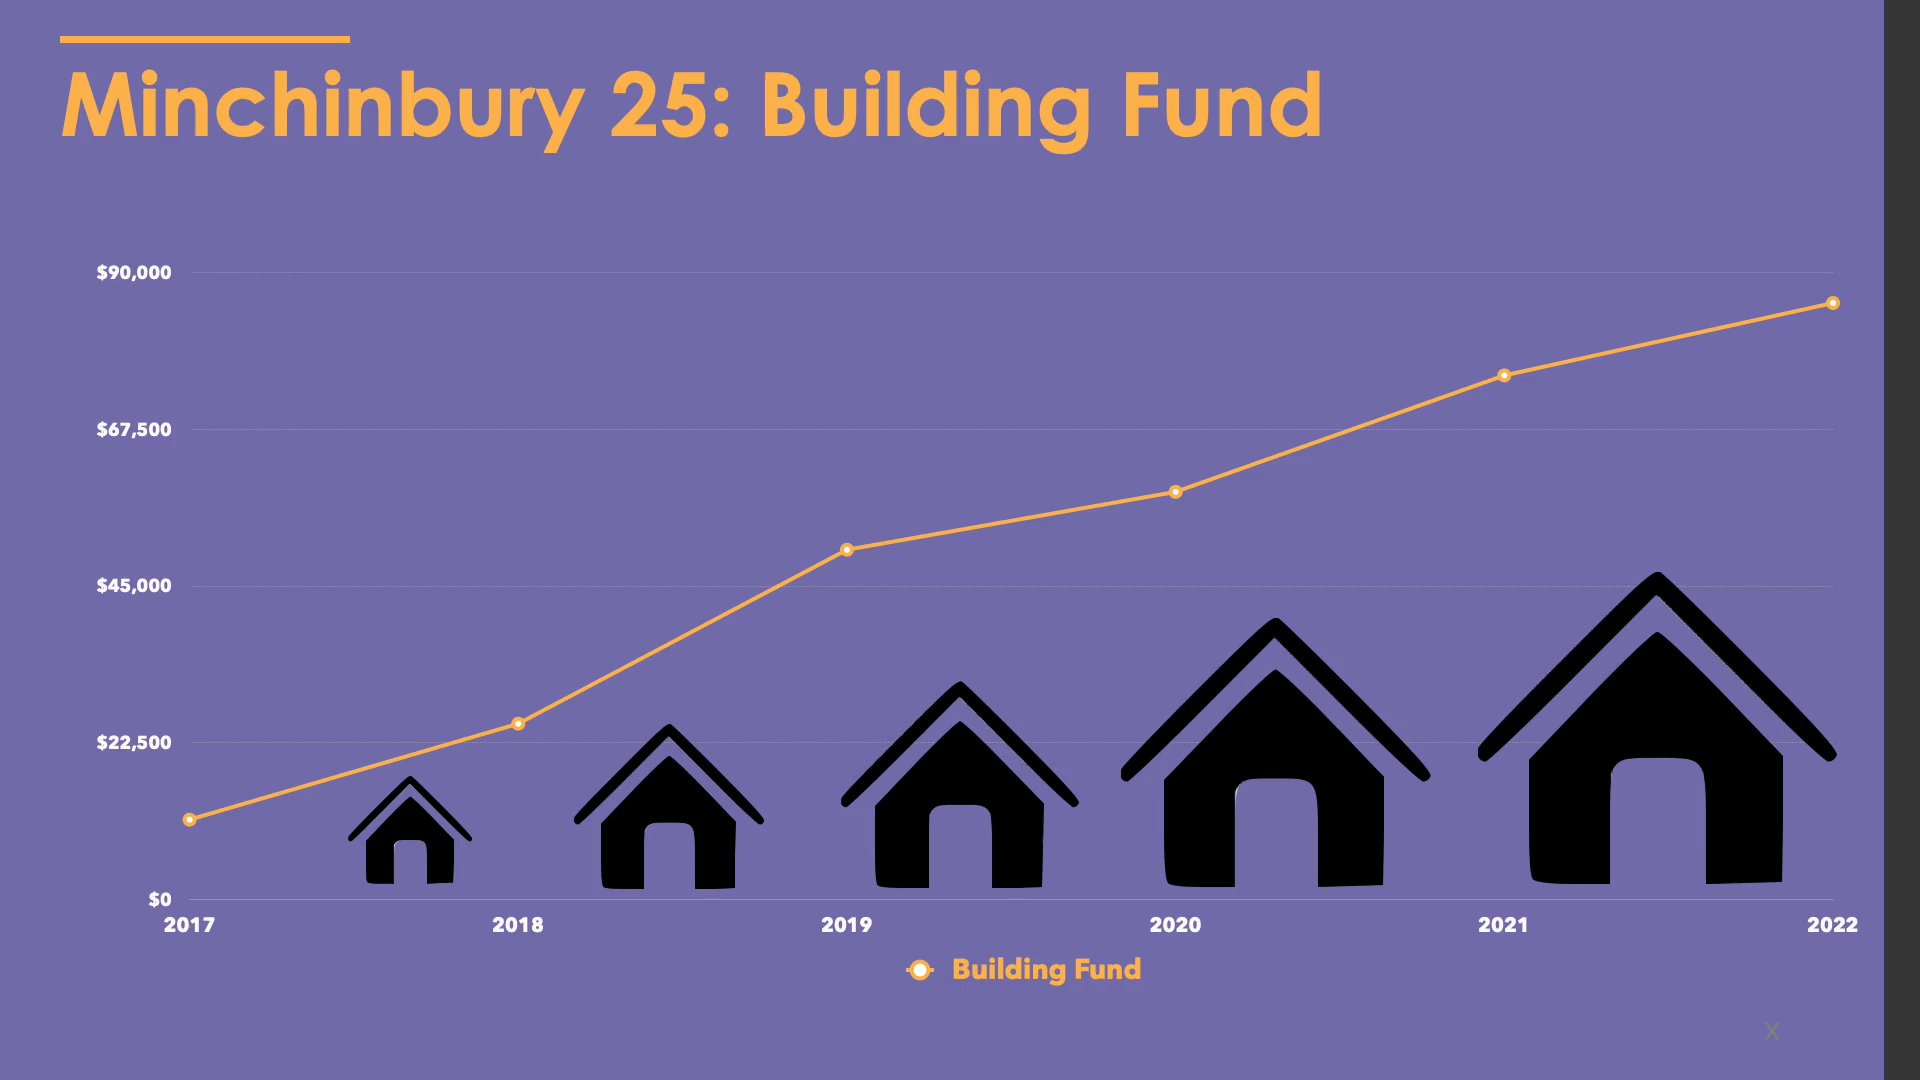 Minchinbury 25: Building Fund
$90,000
$67,500
$45,000
$22,500
$0
2017 2018 2019 2020 2021 2022
Building Fund
X